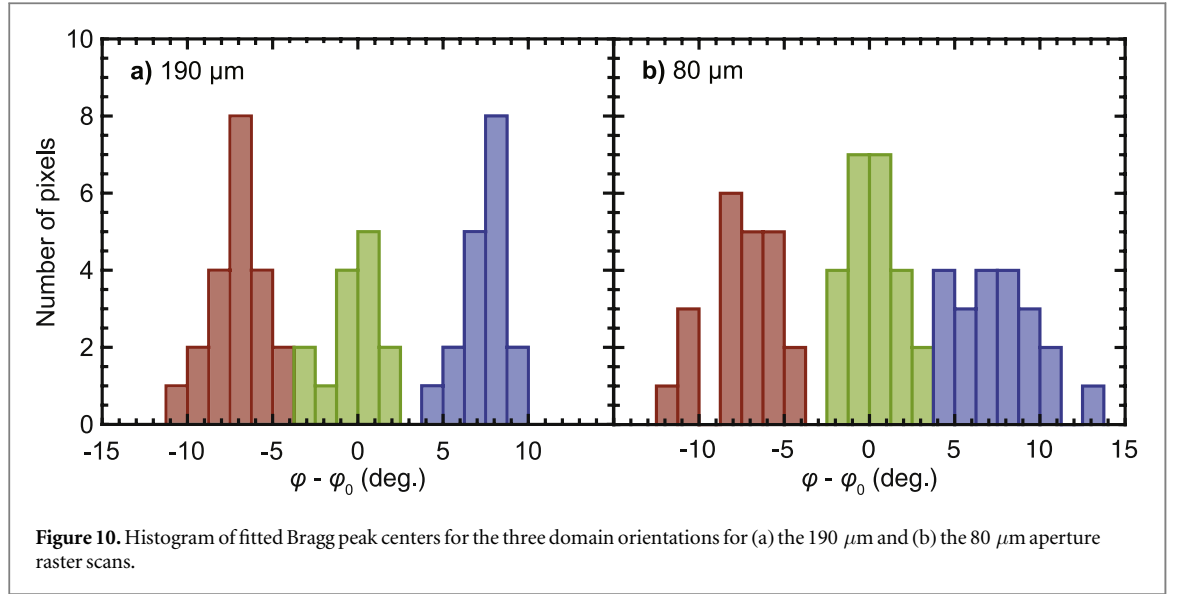 a) 190 µm
b) 80 µm
Number of pixels
10
8
6
4
2
0
-15
-10
-5
0
5
10
-10
-5
0
5
10
15
φ - φ0 (deg.)
φ - φ0 (deg.)
Figure 10. Histogram of fitted Bragg peak centers for the three domain orientations for (a) the 190 µm and (b) the 80 µm aperture
raster scans.